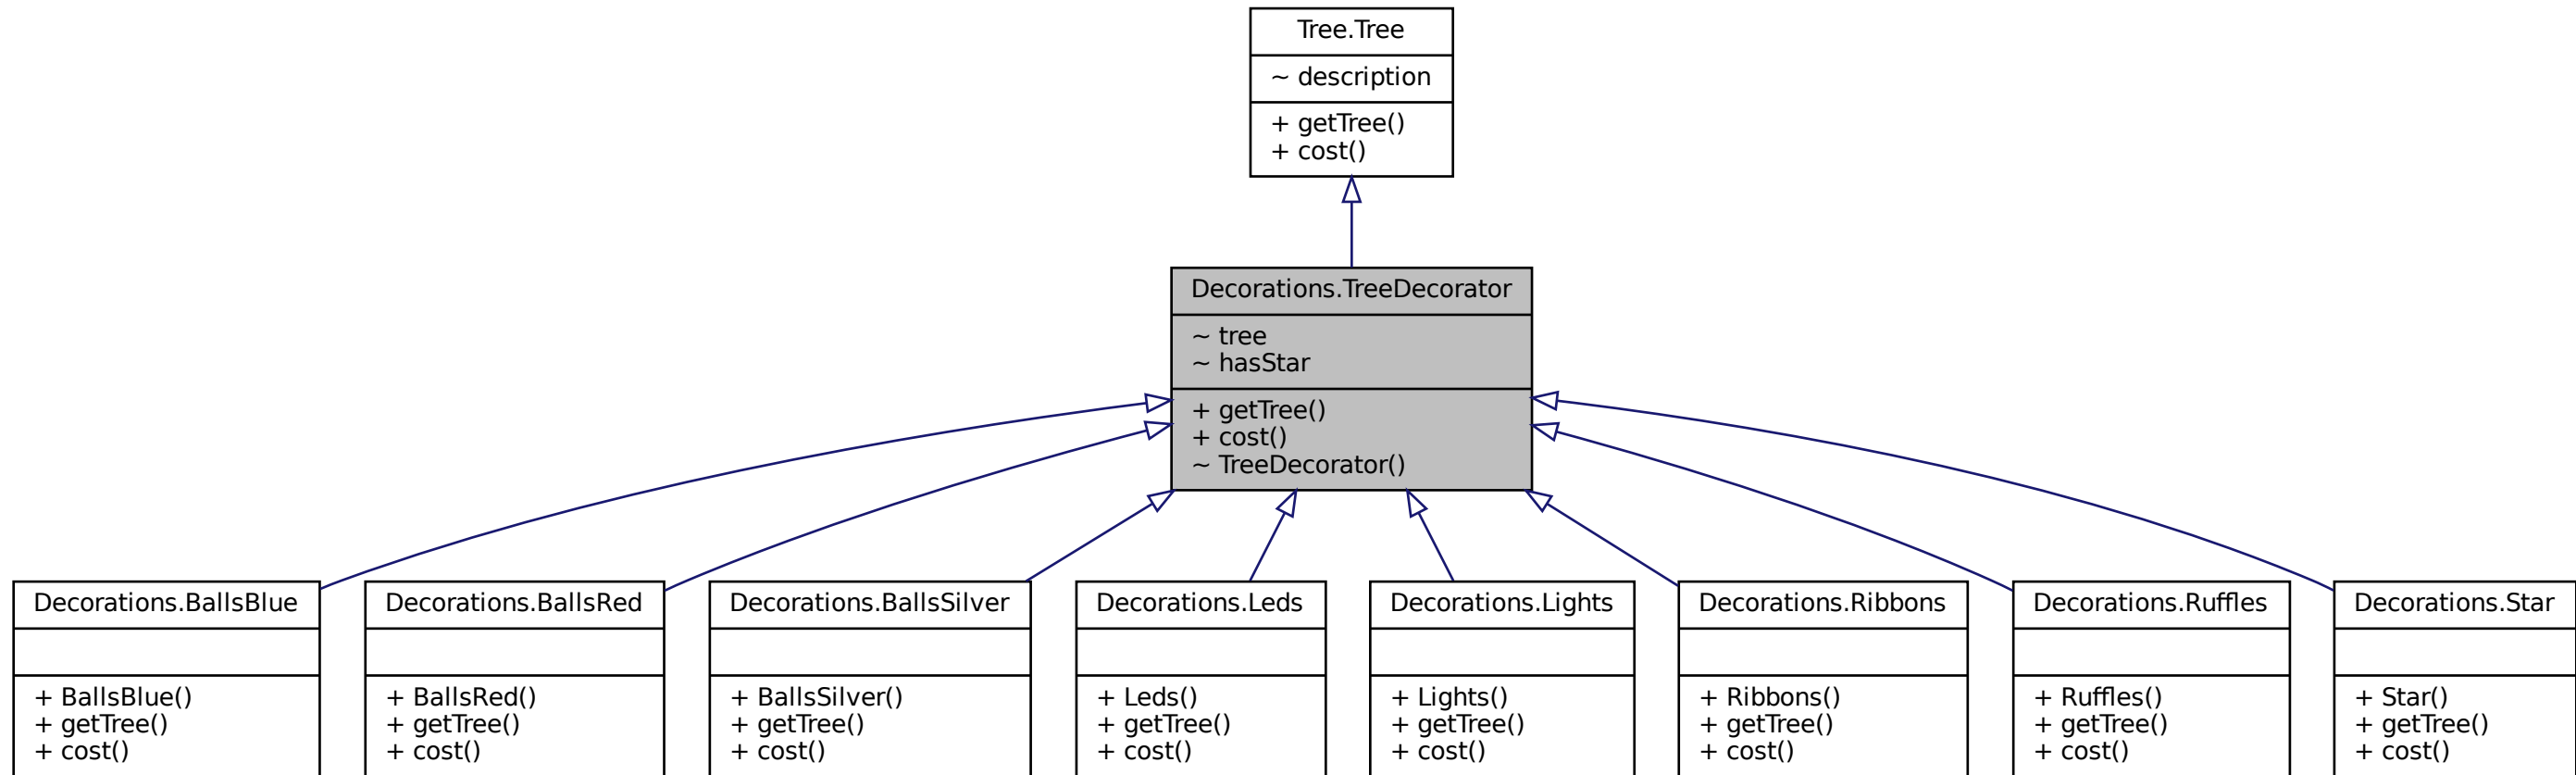 Tree.Tree
~ description
+ getTree()
+ cost()
Decorations.TreeDecorator
~ tree
~ hasStar
+ getTree()
+ cost()
~ TreeDecorator()
Decorations.BallsBlue
+ BallsBlue()
+ getTree()
+ cost()
Decorations.BallsRed
+ BallsRed()
+ getTree()
+ cost()
Decorations.BallsSilver
+ BallsSilver()
+ getTree()
+ cost()
Decorations.Leds
+ Leds()
+ getTree()
+ cost()
Decorations.Lights
+ Lights()
+ getTree()
+ cost()
Decorations.Ribbons
+ Ribbons()
+ getTree()
+ cost()
Decorations.Ruffles
+ Ruffles()
+ getTree()
+ cost()
Decorations.Star
+ Star()
+ getTree()
+ cost()